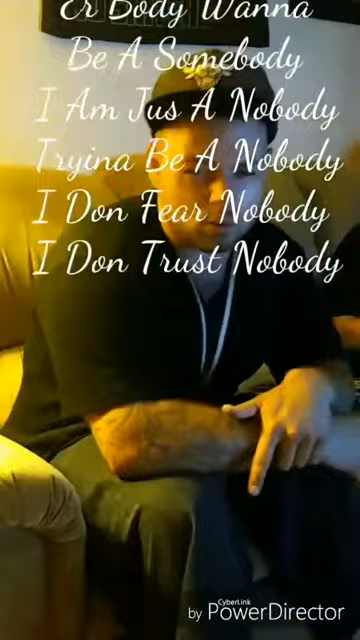 Er Body Wanna
Be A Somebody
I Am Jus A Nobody
Tryina Be A Nobody
I Don Fear Nobody
I Don Trust Nobody
CyberLink
by PowerDirector